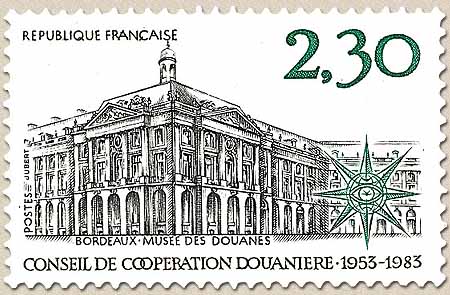 REPUBLIQUE FRANÇAISE
2,30
POSTES JUBERT
BORDEAUX·MUSÉE DES DOUANES
CONSEIL DE COOPERATION DOUANIERE·1953-1983